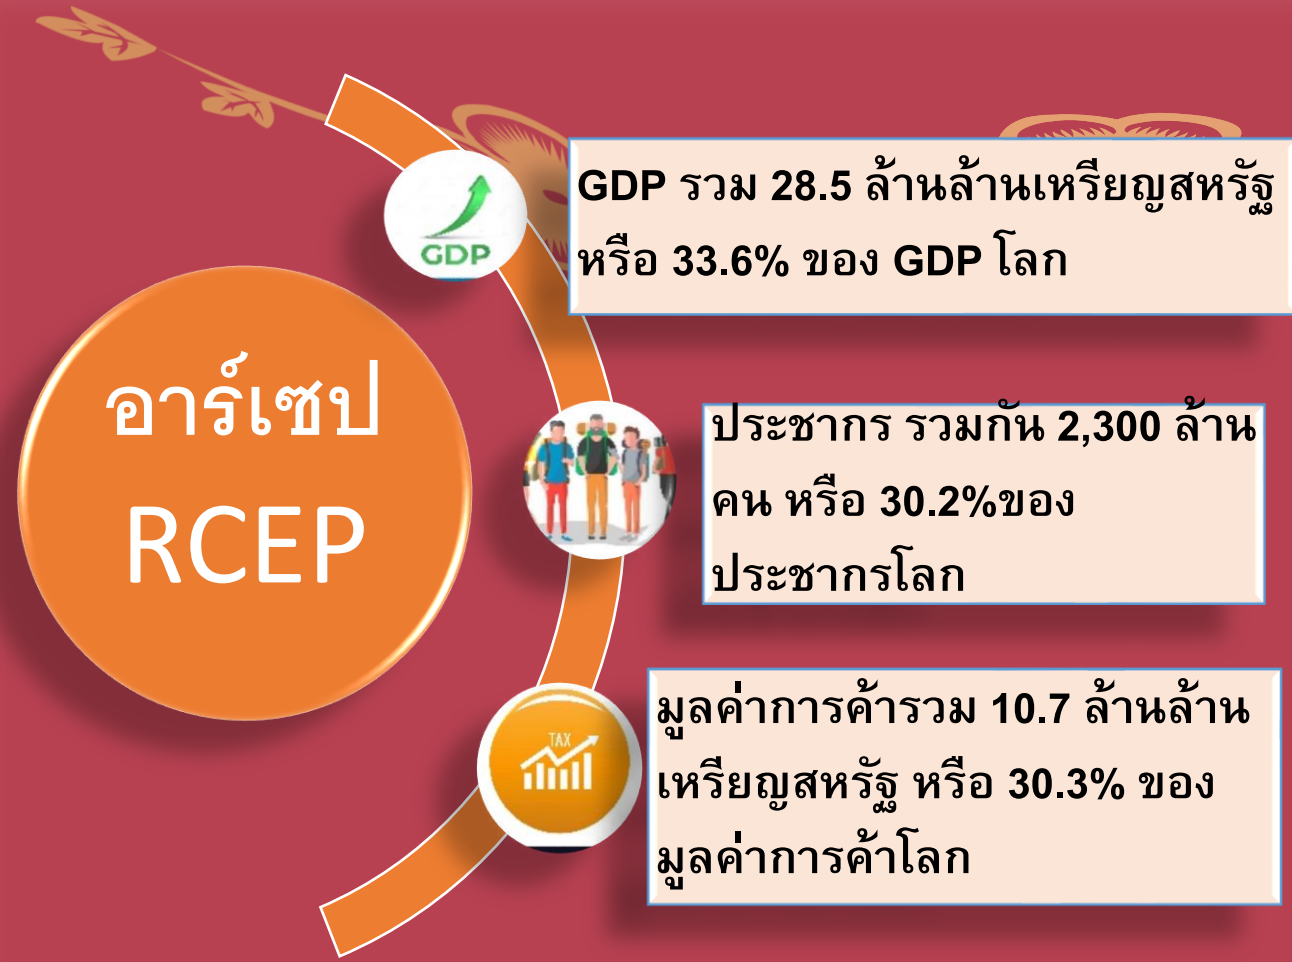 อาร์เซป
RCEP
GDP
GDP รวม 28.5 ล้านล้านเหรียญสหรัฐ
หรือ 33.6% ของ GDP โลก
ประชากร รวมกัน 2,300 ล้าน
คน หรือ 30.2%ของ
ประชากรโลก
TAX
มูลค่าการค้ารวม 10.7 ล้านล้าน
เหรียญสหรัฐ หรือ 30.3% ของ
มูลค่าการค้าโลก